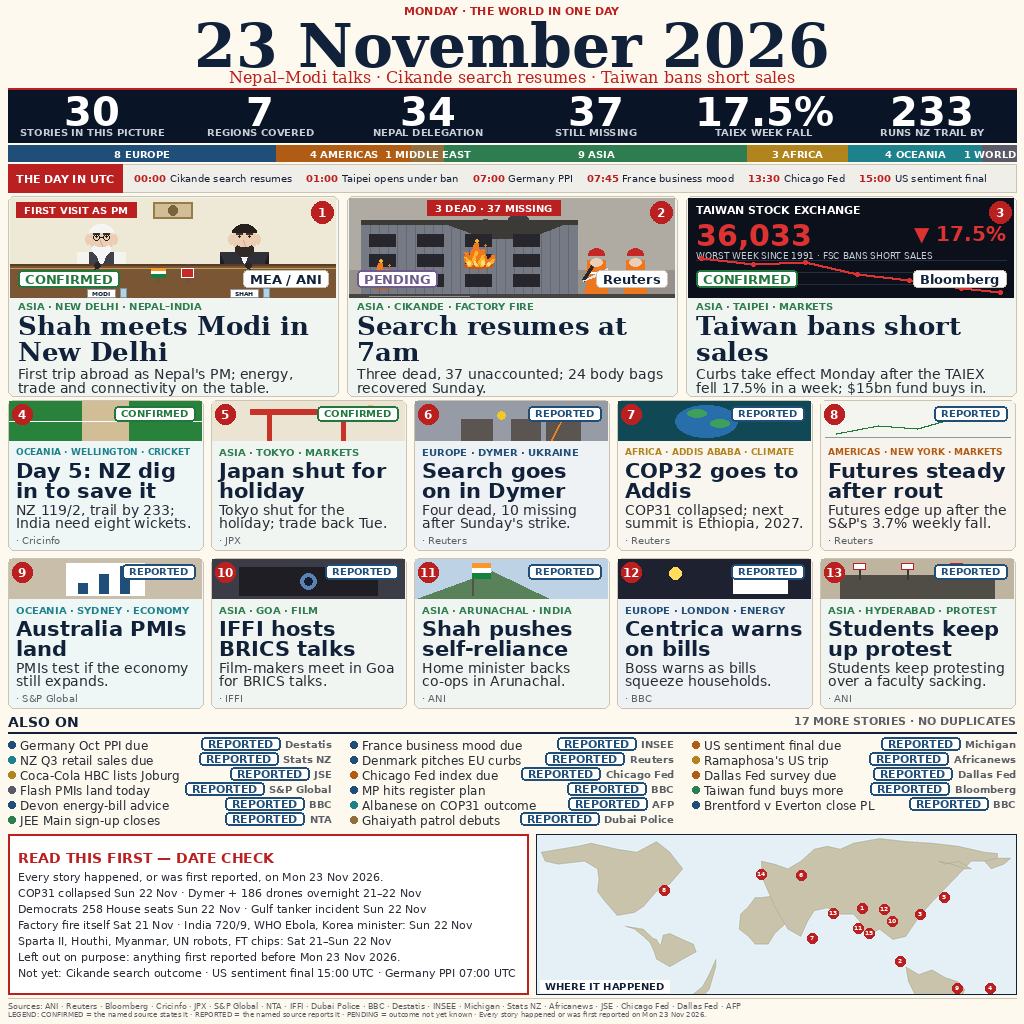 MONDAY · THE WORLD IN ONE DAY
23 November 2026
Nepal–Modi talks · Cikande search resumes · Taiwan bans short sales
30
STORIES IN THIS PICTURE
7
REGIONS COVERED
34
NEPAL DELEGATION
37
STILL MISSING
17.5%
TAIEX WEEK FALL
233
RUNS NZ TRAIL BY
8 EUROPE
4 AMERICAS
1 MIDDLE EAST
9 ASIA
3 AFRICA
4 OCEANIA
1 WORLD
THE DAY IN UTC
00:00 Cikande search resumes
01:00 Taipei opens under ban
07:00 Germany PPI
07:45 France business mood
13:30 Chicago Fed
15:00 US sentiment final
FIRST VISIT AS PM
1
CONFIRMED
MEA / ANI
MODI
SHAH
ASIA · NEW DELHI · NEPAL–INDIA
Shah meets Modi in
New Delhi
First trip abroad as Nepal's PM; energy,
trade and connectivity on the table.
3 DEAD · 37 MISSING
2
PENDING
Reuters
ASIA · CIKANDE · FACTORY FIRE
Search resumes at
7am
Three dead, 37 unaccounted; 24 body bags
recovered Sunday.
TAIWAN STOCK EXCHANGE
3
36,033
▼ 17.5%
WORST WEEK SINCE 1991 · FSC BANS SHORT SALES
CONFIRMED
Bloomberg
ASIA · TAIPEI · MARKETS
Taiwan bans short
sales
Curbs take effect Monday after the TAIEX
fell 17.5% in a week; $15bn fund buys in.
4
CONFIRMED
OCEANIA · WELLINGTON · CRICKET
Day 5: NZ dig
in to save it
NZ 119/2, trail by 233;
India need eight wickets.
· Cricinfo
5
CONFIRMED
ASIA · TOKYO · MARKETS
Japan shut for
holiday
Tokyo shut for the
holiday; trade back Tue.
· JPX
6
REPORTED
EUROPE · DYMER · UKRAINE
Search goes
on in Dymer
Four dead, 10 missing
after Sunday's strike.
· Reuters
7
REPORTED
AFRICA · ADDIS ABABA · CLIMATE
COP32 goes to
Addis
COP31 collapsed; next
summit is Ethiopia, 2027.
· Reuters
8
REPORTED
AMERICAS · NEW YORK · MARKETS
Futures steady
after rout
Futures edge up after the
S&P's 3.7% weekly fall.
· Reuters
9
REPORTED
OCEANIA · SYDNEY · ECONOMY
Australia PMIs
land
PMIs test if the economy
still expands.
· S&P Global
10
REPORTED
ASIA · GOA · FILM
IFFI hosts
BRICS talks
Film-makers meet in Goa
for BRICS talks.
· IFFI
11
REPORTED
ASIA · ARUNACHAL · INDIA
Shah pushes
self-reliance
Home minister backs
co-ops in Arunachal.
· ANI
12
REPORTED
EUROPE · LONDON · ENERGY
Centrica warns
on bills
Boss warns as bills
squeeze households.
· BBC
13
REPORTED
ASIA · HYDERABAD · PROTEST
Students keep
up protest
Students keep protesting
over a faculty sacking.
· ANI
ALSO ON
17 MORE STORIES · NO DUPLICATES
Germany Oct PPI due REPORTED Destatis
NZ Q3 retail sales due REPORTED Stats NZ
Coca-Cola HBC lists Joburg REPORTED JSE
Flash PMIs land today REPORTED S&P Global
Devon energy-bill advice REPORTED BBC
JEE Main sign-up closes REPORTED NTA
France business mood due REPORTED INSEE
Denmark pitches EU curbs REPORTED Reuters
Chicago Fed index due REPORTED Chicago Fed
MP hits register plan REPORTED BBC
Albanese on COP31 outcome REPORTED AFP
Ghaiyath patrol debuts REPORTED Dubai Police
US sentiment final due REPORTED Michigan
Ramaphosa's US trip REPORTED Africanews
Dallas Fed survey due REPORTED Dallas Fed
Taiwan fund buys more REPORTED Bloomberg
Brentford v Everton close PL REPORTED BBC
READ THIS FIRST — DATE CHECK
Every story happened, or was first reported, on Mon 23 Nov 2026.
COP31 collapsed Sun 22 Nov · Dymer + 186 drones overnight 21–22 Nov
Democrats 258 House seats Sun 22 Nov · Gulf tanker incident Sun 22 Nov
Factory fire itself Sat 21 Nov · India 720/9, WHO Ebola, Korea minister: Sun 22 Nov
Sparta II, Houthi, Myanmar, UN robots, FT chips: Sat 21–Sun 22 Nov
Left out on purpose: anything first reported before Mon 23 Nov 2026.
Not yet: Cikande search outcome · US sentiment final 15:00 UTC · Germany PPI 07:00 UTC
8
14
6
13
1
12
10
11
15
3
5
7
2
9
4
WHERE IT HAPPENED
Sources: ANI · Reuters · Bloomberg · Cricinfo · JPX · S&P Global · NTA · IFFI · Dubai Police · BBC · Destatis · INSEE · Michigan · Stats NZ · Africanews · JSE · Chicago Fed · Dallas Fed · AFP
LEGEND: CONFIRMED = the named source states it · REPORTED = the named source reports it · PENDING = outcome not yet known · Every story happened or was first reported on Mon 23 Nov 2026.